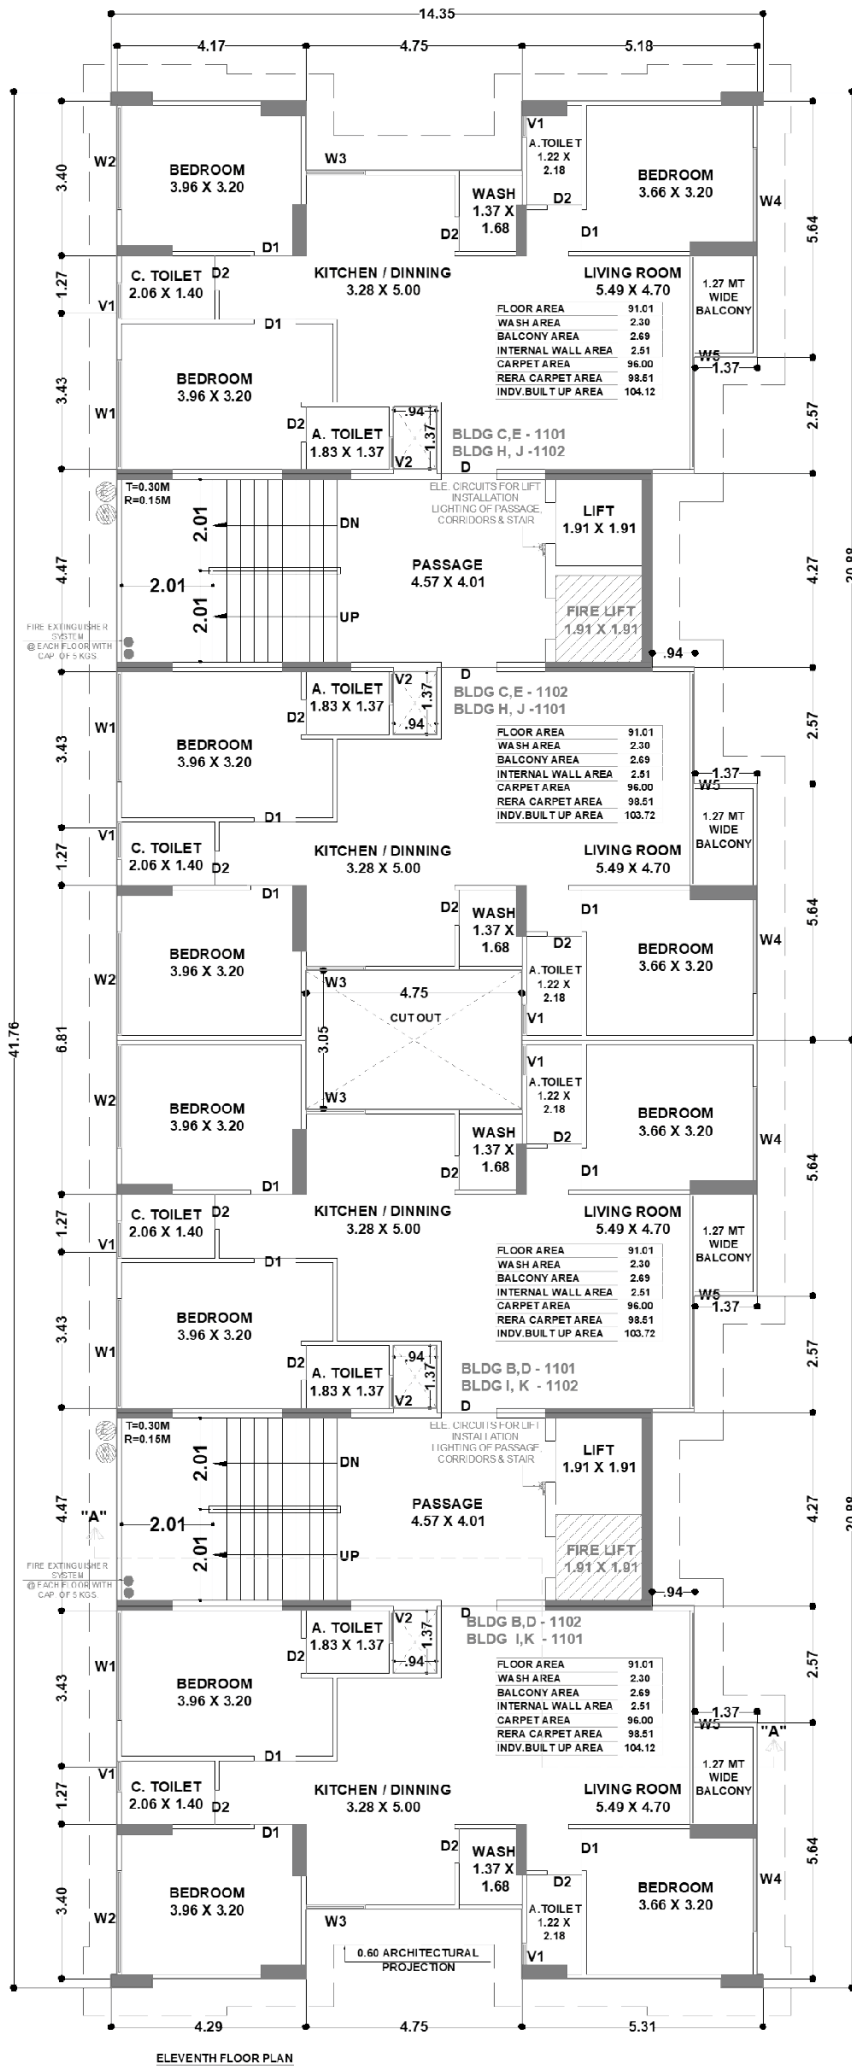 14.35
4.17
4.75
5.18
W2
3.40
BEDROOM
3.96 X 3.20
W3
V1
A.TOILET
1.22 X
2.18
D2
WASH
1.37 X
1.68
D2
BEDROOM
3.66 X 3.20
W4
5.64
D1
D1
1.27
C. TOILET
2.06 X 1.40
D2
V1
KITCHEN / DINNING
3.28 X 5.00
LIVING ROOM
5.49 X 4.70
1.27 MT
WIDE
BALCONY
D1
FLOOR AREA 91.01
WASH AREA 2.30
BALCONY AREA 2.69
INTERNAL WALL AREA 2.51
CARPET AREA 96.00
RERA CARPET AREA 98.51
INDV.BUILT UP AREA 104.12
W5
1.37
3.43
W1
BEDROOM
3.96 X 3.20
2.57
D2
A. TOILET
1.83 X 1.37
.94
1.37
V2
BLDG C,E - 1101
BLDG H, J -1102
D
T=0.30M
R=0.15M
ELE. CIRCUITS FOR LIFT
INSTALLATION
LIGHTING OF PASSAGE,
CORRIDORS & STAIR
LIFT
1.91 X 1.91
2.01
DN
4.47
2.01
PASSAGE
4.57 X 4.01
4.27
20.88
2.01
UP
FIRE LIFT
1.91 X 1.91
FIRE EXTINGUISHER
SYSTEM
@ EACH FLOOR WITH
CAP. OF 5 KGS.
.94
D
V2
A. TOILET
1.83 X 1.37
D2
1.37
.94
BLDG C,E - 1102
BLDG H, J -1101
W1
3.43
BEDROOM
3.96 X 3.20
2.57
FLOOR AREA 91.01
WASH AREA 2.30
BALCONY AREA 2.69
INTERNAL WALL AREA 2.51
CARPET AREA 96.00
RERA CARPET AREA 98.51
INDV.BUILT UP AREA 103.72
1.37
W5
D1
V1
1.27
C. TOILET
2.06 X 1.40
D2
KITCHEN / DINNING
3.28 X 5.00
LIVING ROOM
5.49 X 4.70
1.27 MT
WIDE
BALCONY
D1
D2
WASH
1.37 X
1.68
D1
D2
5.64
BEDROOM
3.96 X 3.20
W2
A.TOILET
1.22 X
2.18
BEDROOM
3.66 X 3.20
W4
W3
4.75
CUTOUT
V1
41.76
6.81
3.05
W3
V1
W2
BEDROOM
3.96 X 3.20
A.TOILET
1.22 X
2.18
D2
WASH
1.37 X
1.68
D2
BEDROOM
3.66 X 3.20
W4
5.64
D1
D1
1.27
C. TOILET
2.06 X 1.40
D2
V1
KITCHEN / DINNING
3.28 X 5.00
LIVING ROOM
5.49 X 4.70
1.27 MT
WIDE
BALCONY
D1
FLOOR AREA 91.01
WASH AREA 2.30
BALCONY AREA 2.69
INTERNAL WALL AREA 2.51
CARPET AREA 96.00
RERA CARPET AREA 98.51
INDV.BUILT UP AREA 103.72
W5
1.37
3.43
W1
BEDROOM
3.96 X 3.20
2.57
D2
A. TOILET
1.83 X 1.37
.94
1.37
V2
BLDG B,D - 1101
BLDG I, K - 1102
D
T=0.30M
R=0.15M
ELE. CIRCUITS FOR LIFT
INSTALLATION
LIGHTING OF PASSAGE,
CORRIDORS & STAIR
LIFT
1.91 X 1.91
2.01
DN
4.47
"A"
2.01
PASSAGE
4.57 X 4.01
4.27
20.88
2.01
UP
FIRE LIFT
1.91 X 1.91
FIRE EXTINGUISHER
SYSTEM
@ EACH FLOOR WITH
CAP. OF 5 KGS.
.94
D
V2
A. TOILET
1.83 X 1.37
D2
1.37
.94
BLDG B,D - 1102
BLDG I,K - 1101
W1
3.43
BEDROOM
3.96 X 3.20
2.57
FLOOR AREA 91.01
WASH AREA 2.30
BALCONY AREA 2.69
INTERNAL WALL AREA 2.51
CARPET AREA 96.00
RERA CARPET AREA 98.51
INDV.BUILT UP AREA 104.12
1.37
W5
"A"
D1
V1
1.27
C. TOILET
2.06 X 1.40
D2
KITCHEN / DINNING
3.28 X 5.00
LIVING ROOM
5.49 X 4.70
1.27 MT
WIDE
BALCONY
D1
D2
WASH
1.37 X
1.68
D1
D2
5.64
3.40
BEDROOM
3.96 X 3.20
W2
W3
A.TOILET
1.22 X
2.18
BEDROOM
3.66 X 3.20
W4
V1
0.60 ARCHITECTURAL
PROJECTION
4.29
4.75
5.31
ELEVENTH FLOOR PLAN